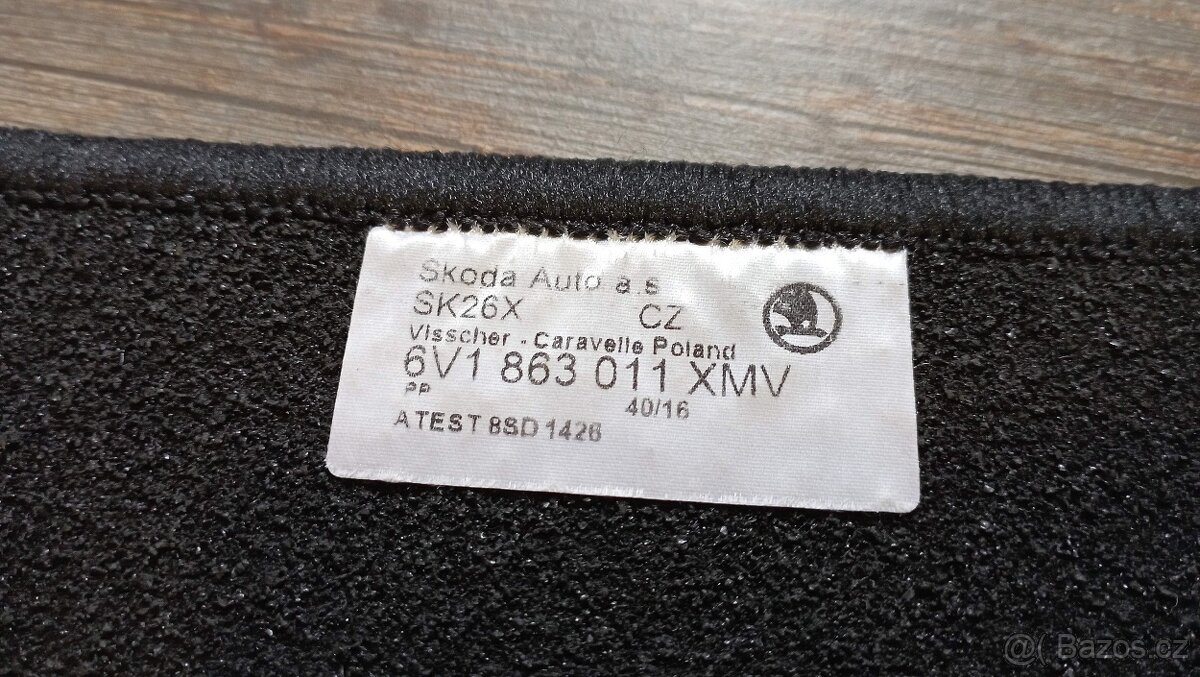 Skoda Auto a.s
SK26X CZ
Visscher - Caravelle Poland
6V1 863 011 XMV
PP 40/16
ATEST 8SD 1426
@( Bazos.cz